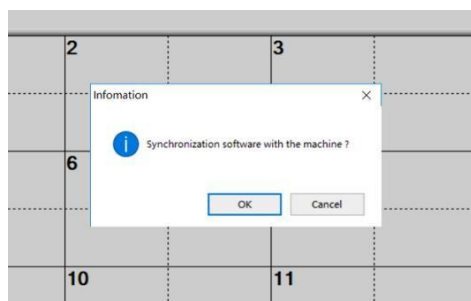 2
3
Infomation
Synchronization software with the machine ?
6
OK
Cancel
10
11